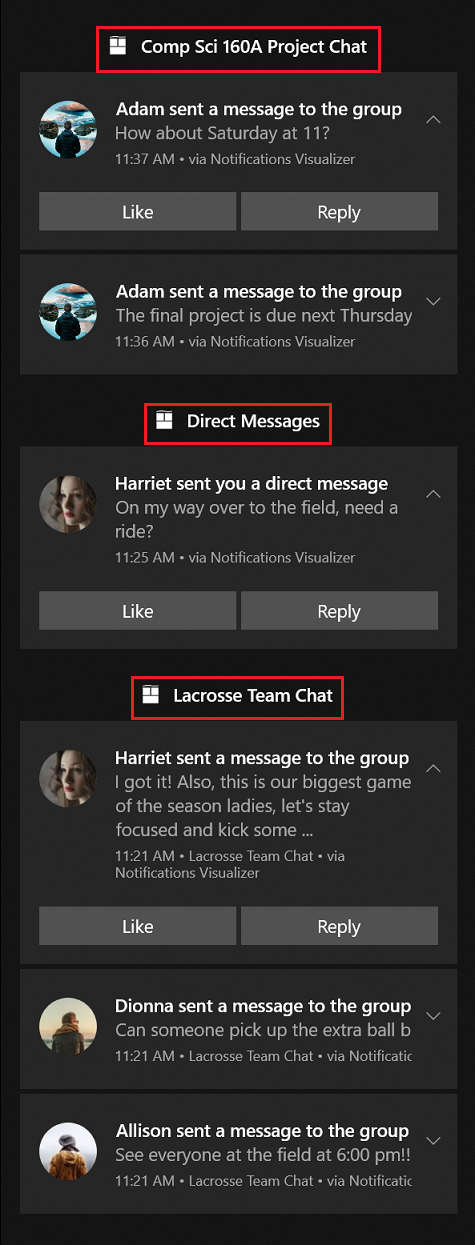 Comp Sci 160A Project Chat
Adam sent a message to the group
How about Saturday at 11?
11:37 AM • via Notifications Visualizer
Like
Reply
Adam sent a message to the group
The final project is due next Thursday
11:36 AM • via Notifications Visualizer
Direct Messages
Harriet sent you a direct message
On my way over to the field, need a
ride?
11:25 AM • via Notifications Visualizer
Like
Reply
Lacrosse Team Chat
Harriet sent a message to the group
I got it! Also, this is our biggest game
of the season ladies, let's stay
focused and kick some ...
11:21 AM • Lacrosse Team Chat • via
Notifications Visualizer
Like
Reply
Dionna sent a message to the group
Can someone pick up the extra ball b
11:21 AM • Lacrosse Team Chat • via Notificatic
Allison sent a message to the group
See everyone at the field at 6:00 pm!!
11:21 AM • Lacrosse Team Chat • via Notificatic